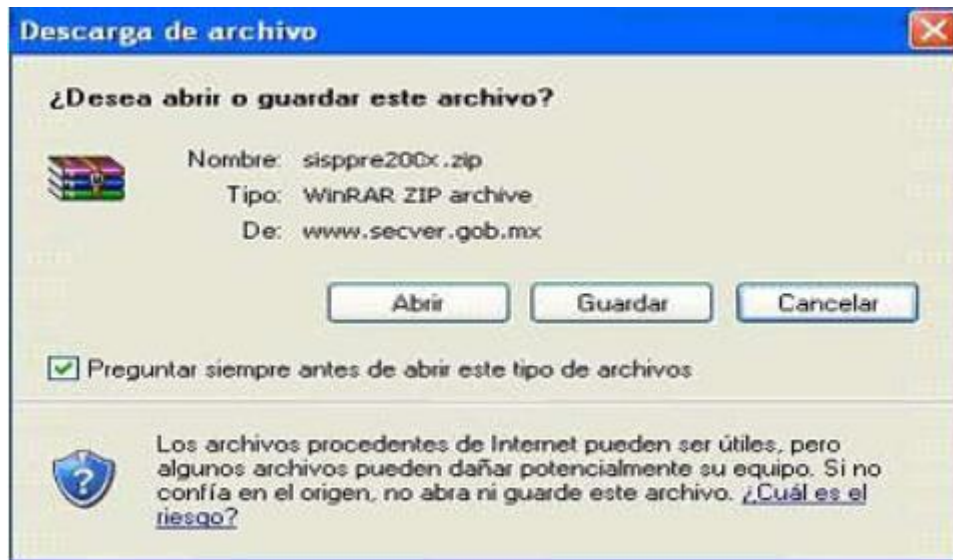 Descarga de archivo
¿Desea abrir o guardar este archivo?
Nombre: sisppre200x.zip
Tipo: WinRAR ZIP archive
De: www.secver.gob.mx
Abrir Guardar Cancelar
Preguntar siempre antes de abrir este tipo de archivos
Los archivos procedentes de Internet pueden ser útiles, pero
algunos archivos pueden dañar potencialmente su equipo. Si no
confía en el origen, no abra ni guarde este archivo. ¿Cuál es el
riesgo?